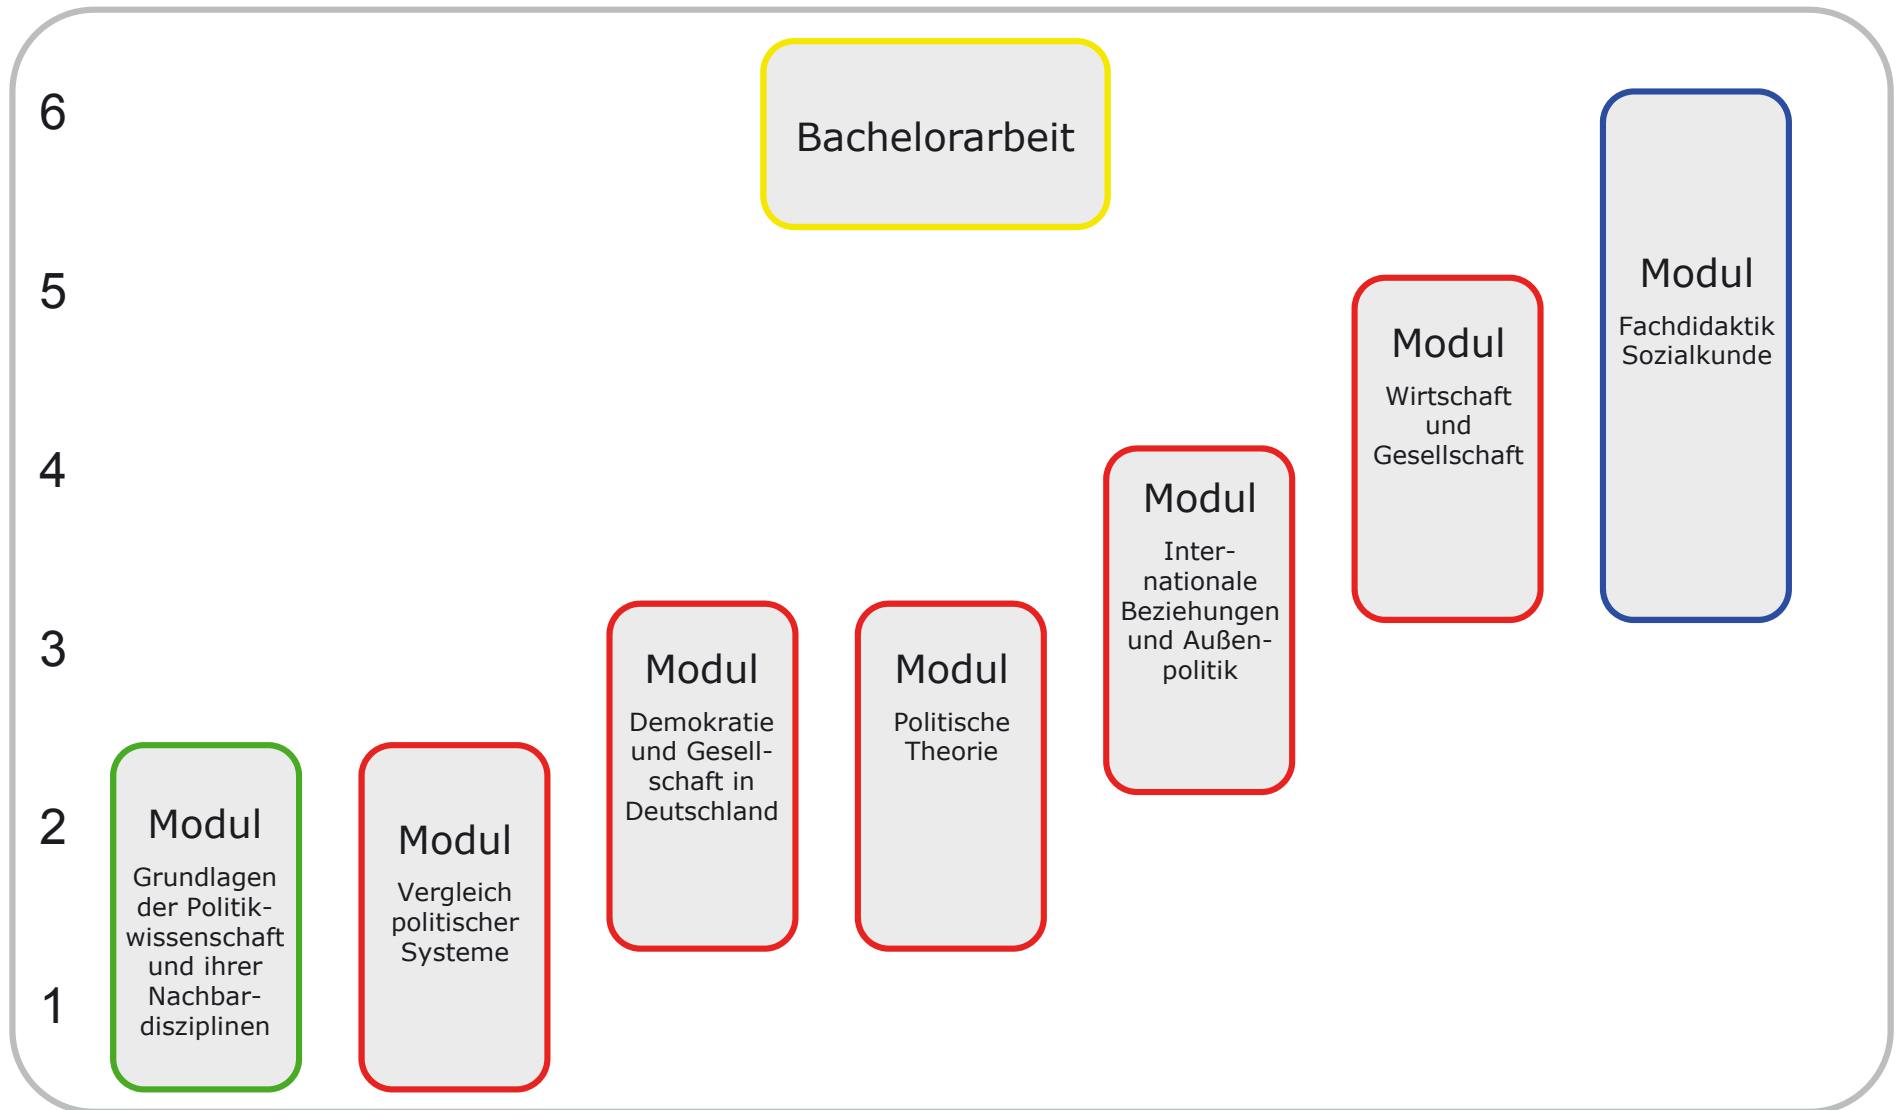 6
5
4
3
2
1
Bachelorarbeit
Modul
Grundlagen
der Politik-
wissenschaft
und ihrer
Nachbar-
disziplinen
Modul
Vergleich
politischer
Systeme
Modul
Demokratie
und Gesell-
schaft in
Deutschland
Modul
Politische
Theorie
Modul
Inter-
nationale
Beziehungen
und Außen-
politik
Modul
Wirtschaft
und
Gesellschaft
Modul
Fachdidaktik
Sozialkunde